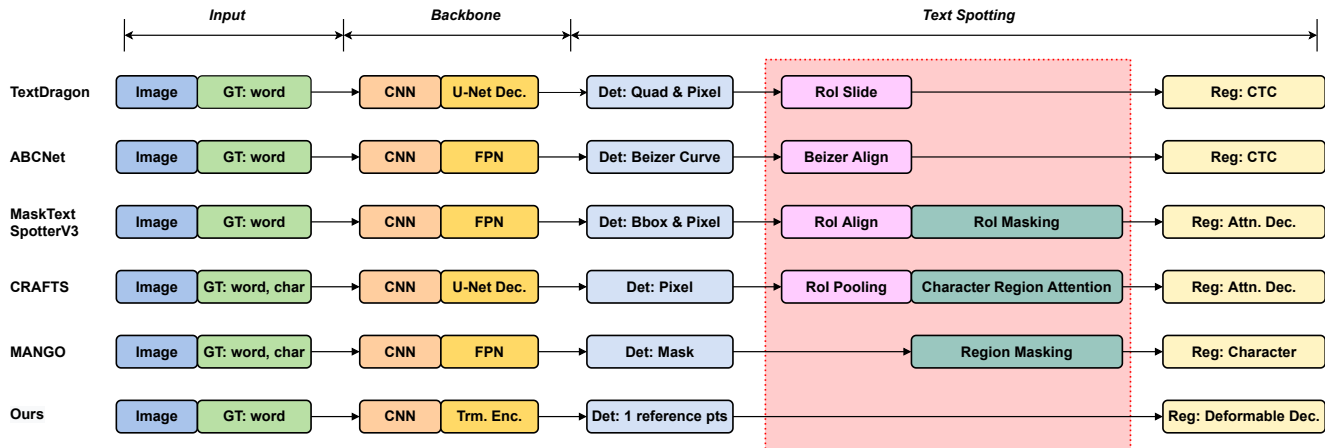 Input Backbone Text Spotting
TextDragon Image GT: word CNN U-Net Dec. Det: Quad & Pixel RoI Slide Reg: CTC
ABCNet Image GT: word CNN FPN Det: Beizer Curve Beizer Align Reg: CTC
MaskText
SpotterV3 Image GT: word CNN FPN Det: Bbox & Pixel RoI Align RoI Masking Reg: Attn. Dec.
CRAFTS Image GT: word, char CNN U-Net Dec. Det: Pixel RoI Pooling Character Region Attention Reg: Attn. Dec.
MANGO Image GT: word, char CNN FPN Det: Mask Region Masking Reg: Character
Ours Image GT: word CNN Trm. Enc. Det: 1 reference pts Reg: Deformable Dec.